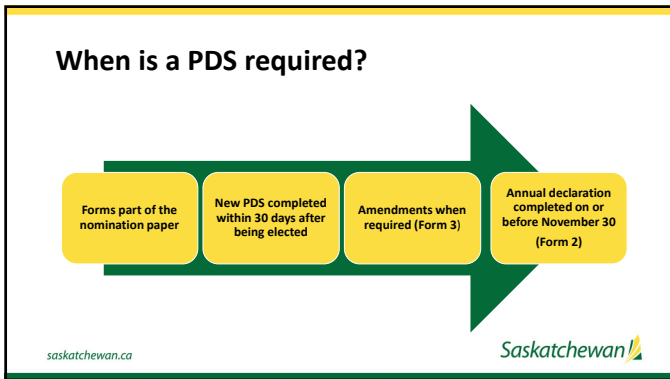 When is a PDS required?
Forms part of the
nomination paper
New PDS completed
within 30 days after
being elected
Amendments when
required (Form 3)
Annual declaration
completed on or
before November 30
(Form 2)
saskatchewan.ca
Saskatchewan